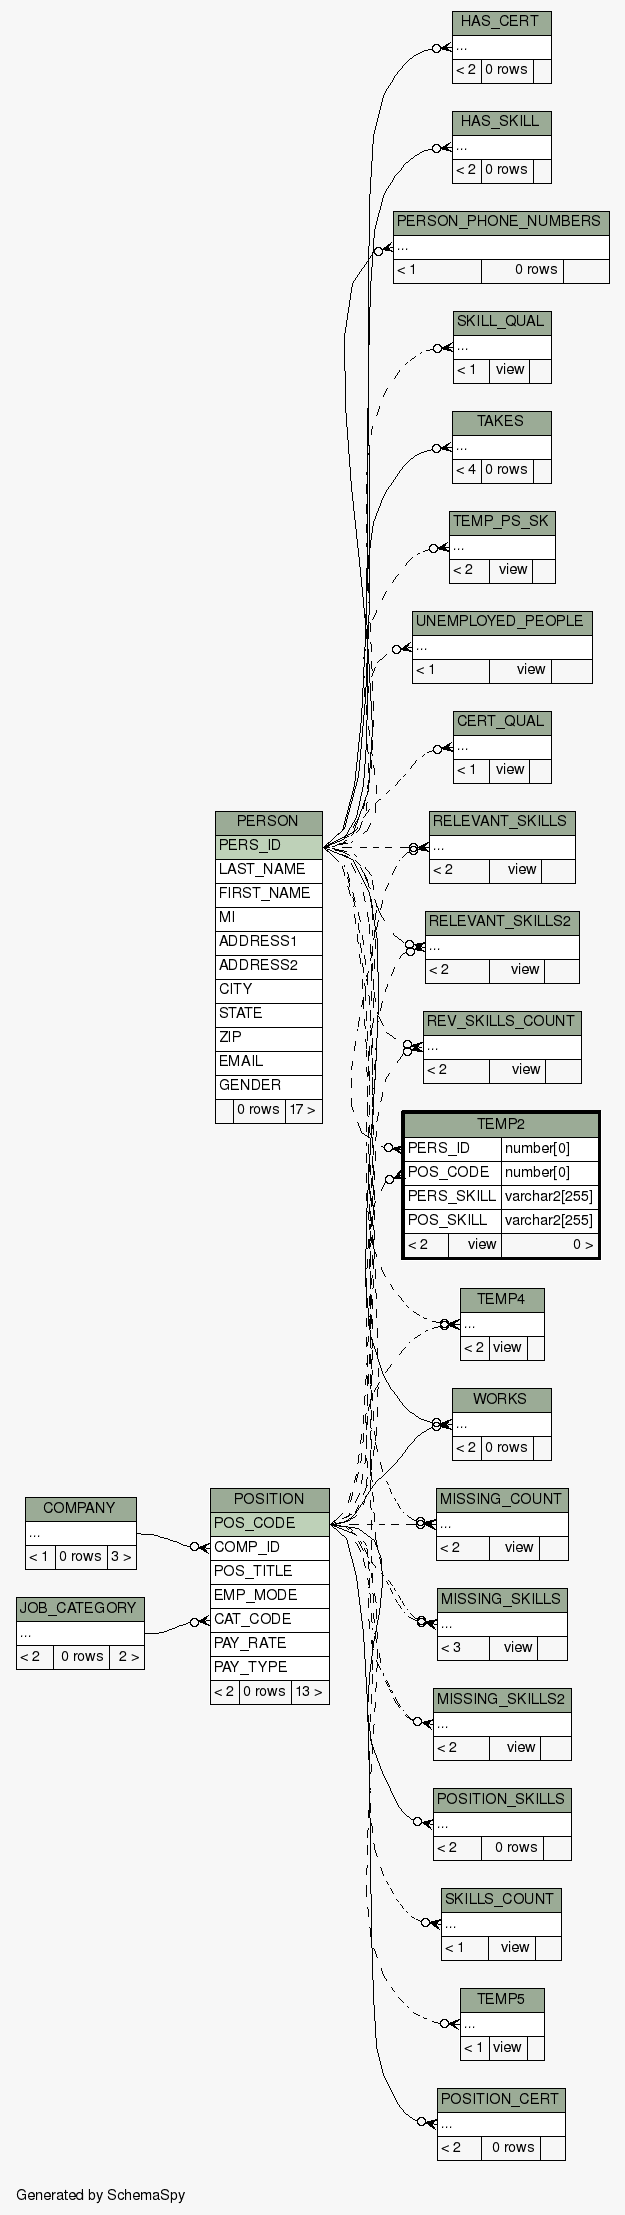 HAS_CERT
...
< 2 0 rows
HAS_SKILL
...
< 2 0 rows
PERSON_PHONE_NUMBERS
...
< 1 0 rows
SKILL_QUAL
...
< 1 view
TAKES
...
< 4 0 rows
TEMP_PS_SK
...
< 2 view
UNEMPLOYED_PEOPLE
...
< 1 view
CERT_QUAL
...
< 1 view
PERSON
PERS_ID
LAST_NAME
FIRST_NAME
MI
ADDRESS1
ADDRESS2
CITY
STATE
ZIP
EMAIL
GENDER
0 rows 17 >
RELEVANT_SKILLS
...
< 2 view
RELEVANT_SKILLS2
...
< 2 view
REV_SKILLS_COUNT
...
< 2 view
TEMP2
PERS_ID number[0]
POS_CODE number[0]
PERS_SKILL varchar2[255]
POS_SKILL varchar2[255]
< 2 view 0 >
TEMP4
...
< 2 view
WORKS
...
< 2 0 rows
COMPANY
...
< 1 0 rows 3 >
JOB_CATEGORY
...
< 2 0 rows 2 >
POSITION
POS_CODE
COMP_ID
POS_TITLE
EMP_MODE
CAT_CODE
PAY_RATE
PAY_TYPE
< 2 0 rows 13 >
MISSING_COUNT
...
< 2 view
MISSING_SKILLS
...
< 3 view
MISSING_SKILLS2
...
< 2 view
POSITION_SKILLS
...
< 2 0 rows
SKILLS_COUNT
...
< 1 view
TEMP5
...
< 1 view
POSITION_CERT
...
< 2 0 rows
Generated by SchemaSpy